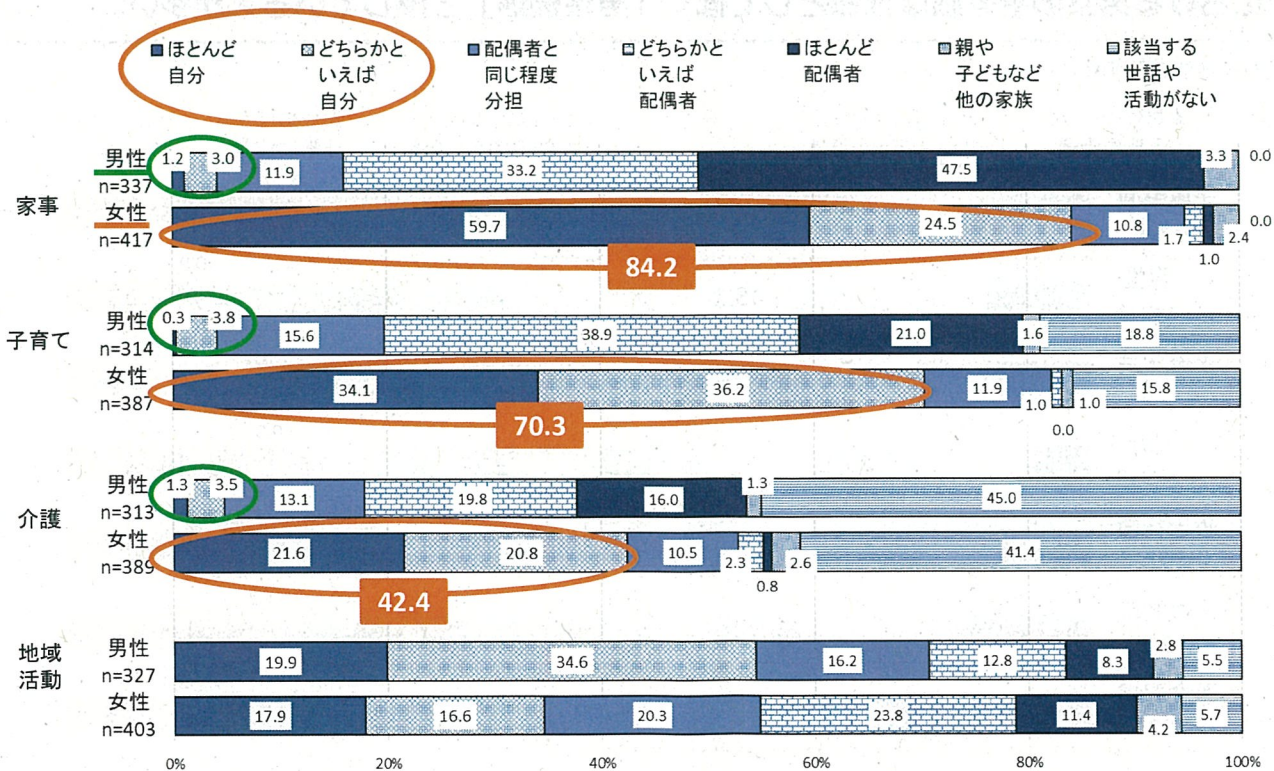 ほとんど
自分
どちらかと
いえば
自分
配偶者と
同じ程度
分担
どちらかと
いえば
配偶者
ほとんど
配偶者
親や
子どもなど
他の家族
該当する
世話や
活動がない
家事
男性
n=337
1.2 3.0 11.9 33.2 47.5 3.3 0.0
女性
n=417
59.7 24.5 10.8 1.7 1.0 2.4 0.0
84.2
子育て
男性
n=314
0.3 3.8 15.6 38.9 21.0 1.6 18.8
女性
n=387
34.1 36.2 11.9 1.0 0.0 1.0 15.8
70.3
介護
男性
n=313
1.3 3.5 13.1 19.8 16.0 1.3 45.0
女性
n=389
21.6 20.8 10.5 2.3 0.8 2.6 41.4
42.4
地域
活動
男性
n=327
19.9 34.6 16.2 12.8 8.3 2.8 5.5
女性
n=403
17.9 16.6 20.3 23.8 11.4 4.2 5.7
0% 20% 40% 60% 80% 100%